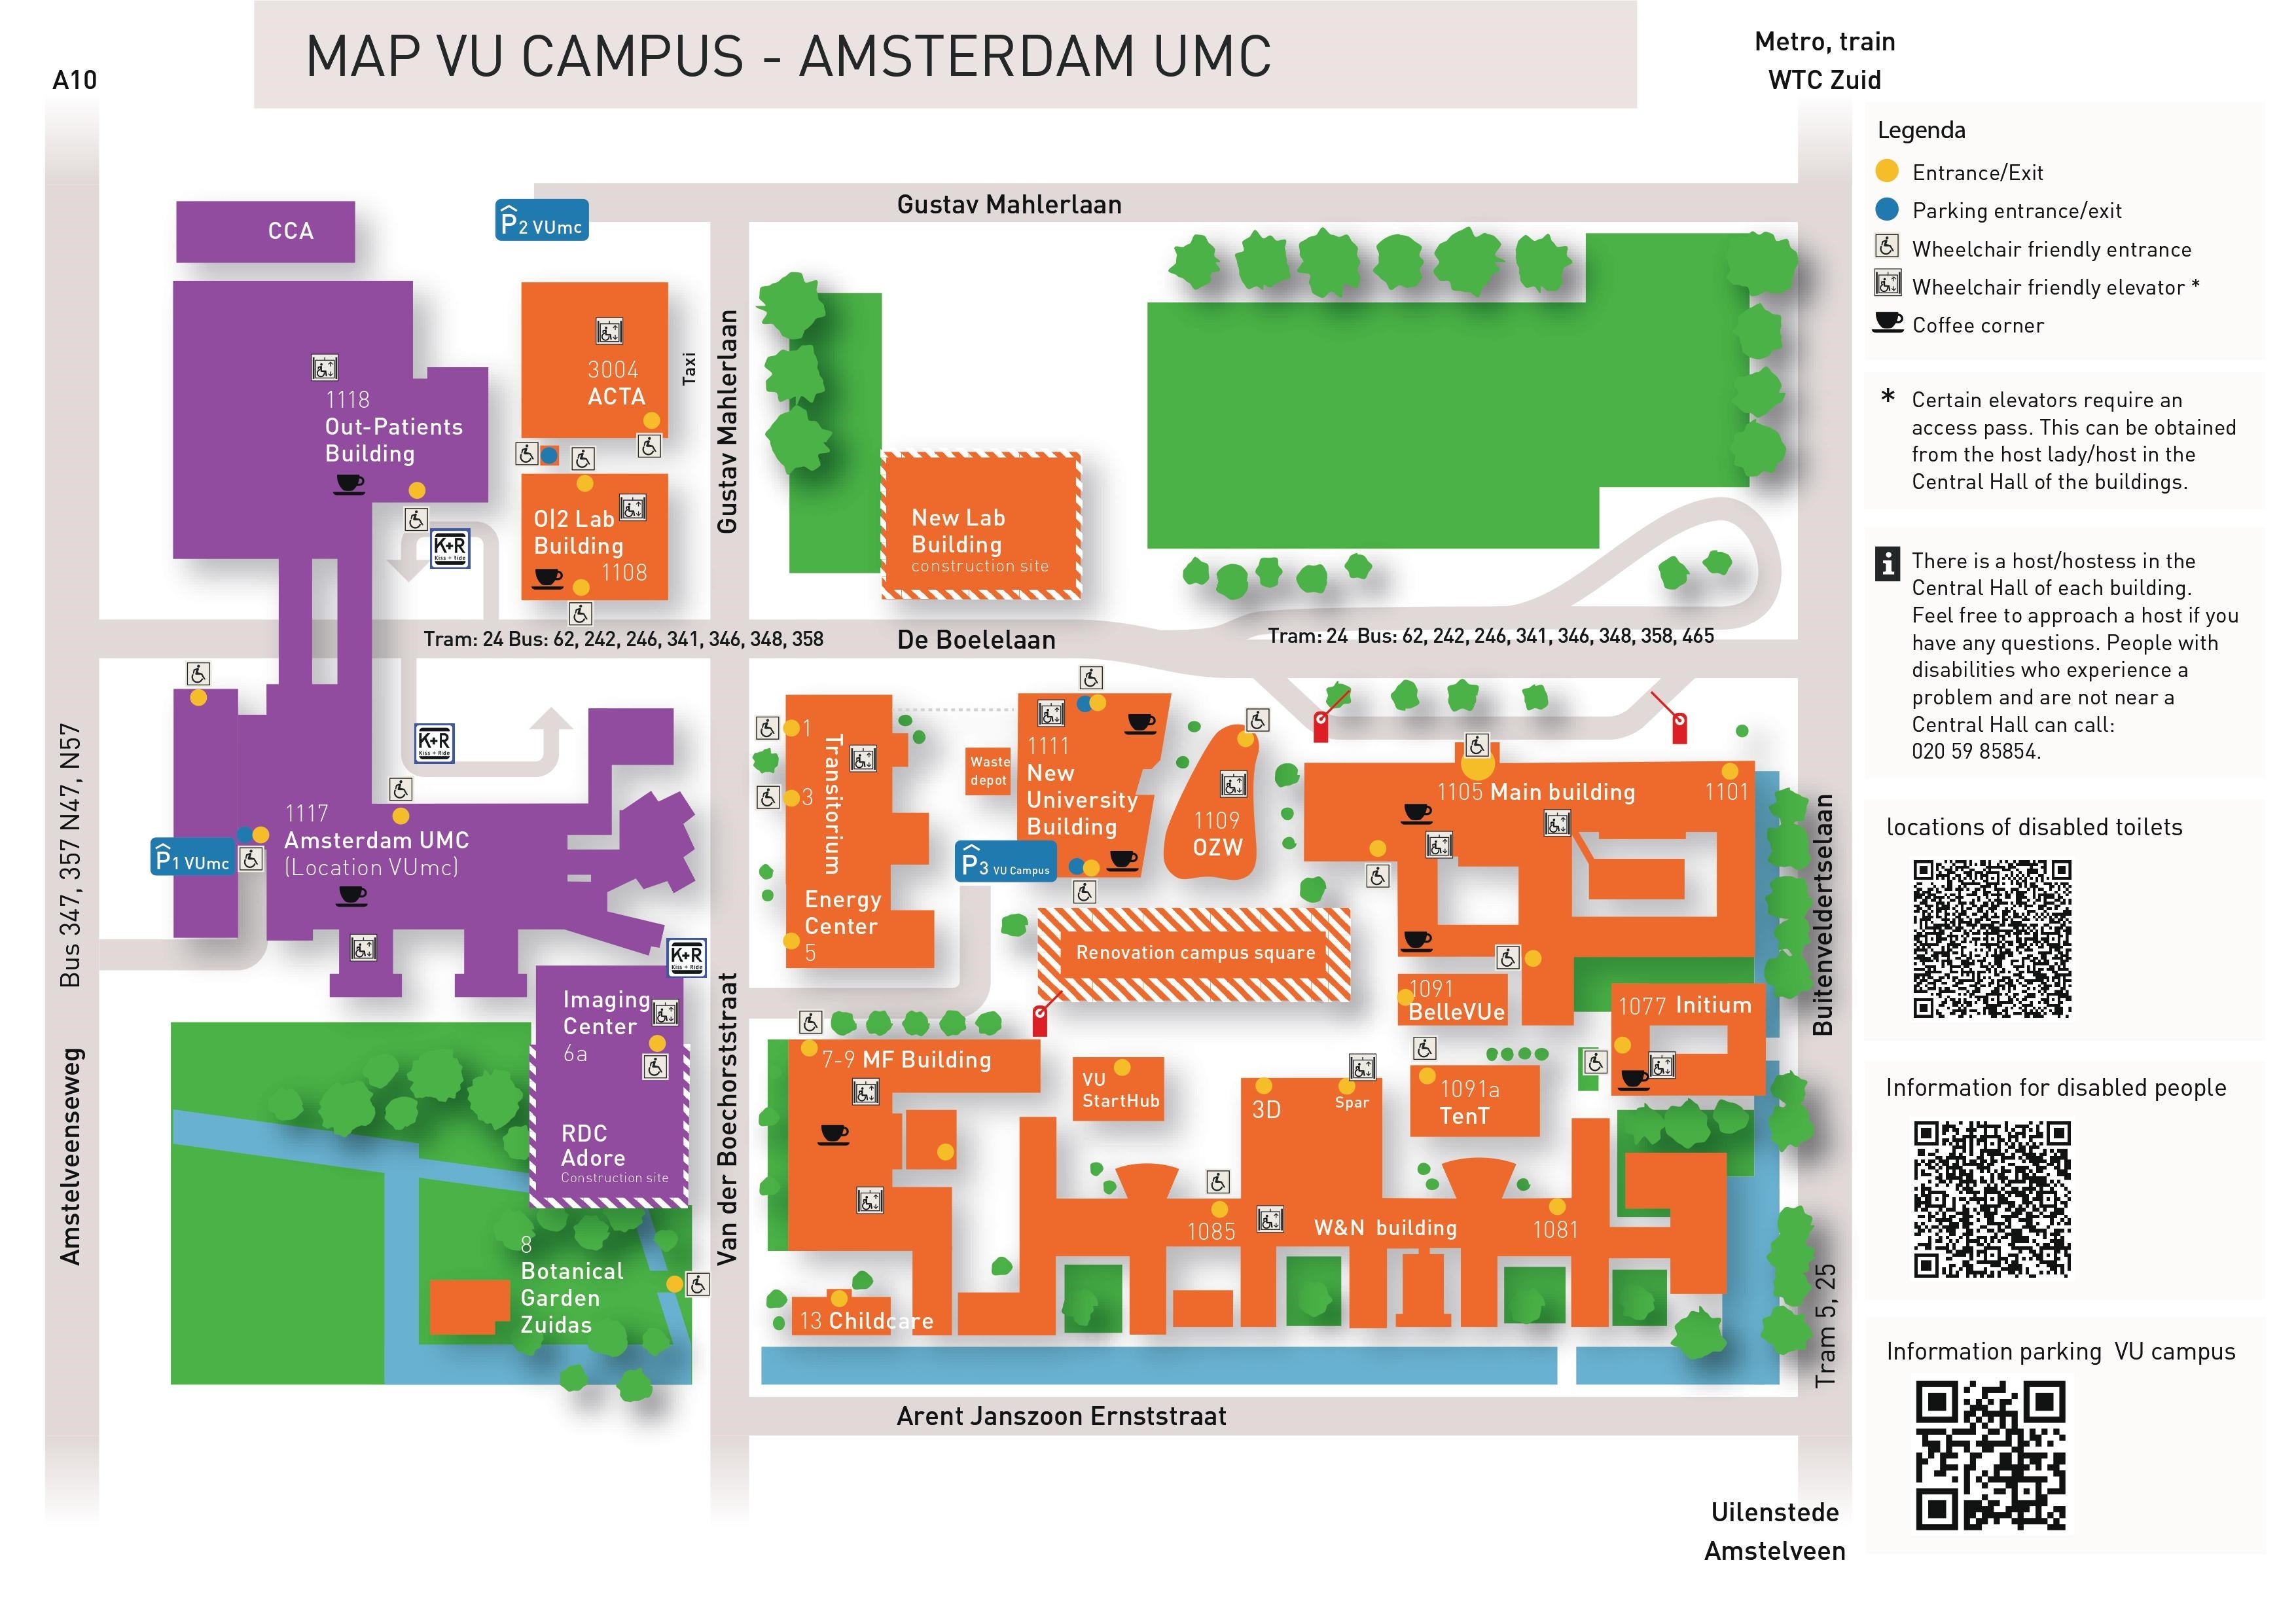 MAP VU CAMPUS - AMSTERDAM UMC
A10
Metro, train
WTC Zuid
Legenda
Entrance/Exit
Parking entrance/exit
Wheelchair friendly entrance
Wheelchair friendly elevator *
Coffee corner
* Certain elevators require an
access pass. This can be obtained
from the host lady/host in the
Central Hall of the buildings.
i There is a host/hostess in the
Central Hall of each building.
Feel free to approach a host if you
have any questions. People with
disabilities who experience a
problem and are not near a
Central Hall can call:
020 59 85854.
locations of disabled toilets
Information for disabled people
Information parking VU campus
Gustav Mahlerlaan
CCA
P2 VUmc
1118
Out-Patients
Building
3004
ACTA
Taxi
Gustav Mahlerlaan
O|2 Lab
Building
1108
K+R
Kiss + Ride
New Lab
Building
construction site
Tram: 24 Bus: 62, 242, 246, 341, 346, 348, 358
De Boelelaan
Tram: 24 Bus: 62, 242, 246, 341, 346, 348, 358, 465
Bus 347, 357 N47, N57
Amstelveenseweg
K+R
Kiss + Ride
1117
Amsterdam UMC
(Location VUmc)
P1 VUmc
K+R
Kiss + Ride
1
Transitorium
3
Energy
Center
5
Waste
depot
1111
New
University
Building
P3 VU Campus
1109
OZW
1105 Main building
1101
Renovation campus square
1091
BelleVUe
1077 Initium
Buitenveldertselaan
Imaging
Center
6a
RDC
Adore
Construction site
Van der Boechorststraat
7-9 MF Building
VU
StartHub
3D
Spar
1091a
TenT
1085
W&N building
1081
8
Botanical
Garden
Zuidas
13 Childcare
Tram 5, 25
Arent Janszoon Ernststraat
Uilenstede
Amstelveen